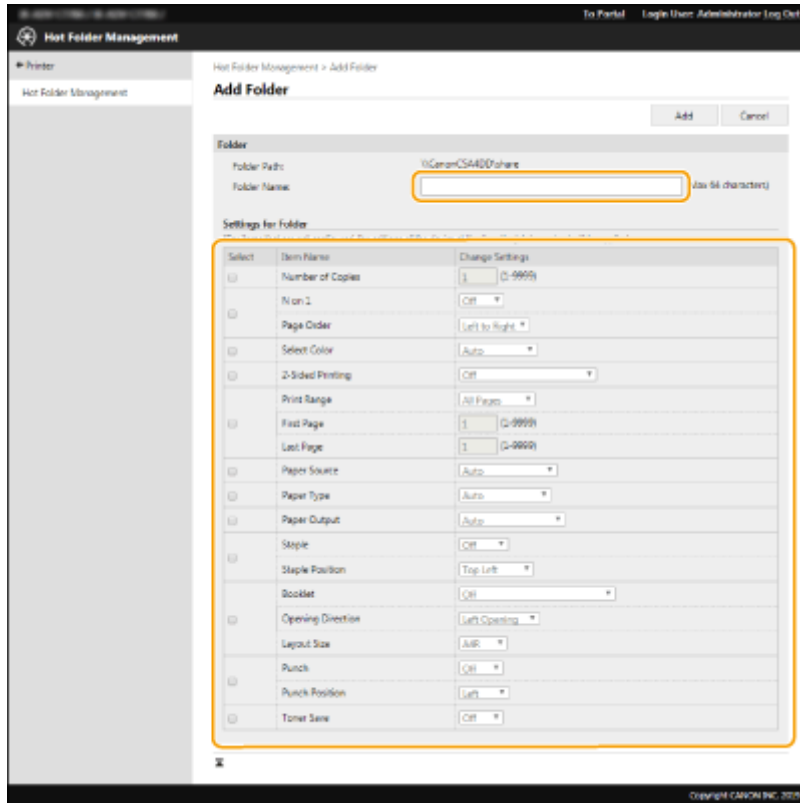 To Portal Login User: Administrator Log Out
Hot Folder Management
Printer
Hot Folder Management > Add Folder
Hot Folder Management
Add Folder
Add Cancel
Folder
Folder Path: \\CanonC5A4DD\share
Folder Name: (Max 64 characters)
Settings for Folder
Select Item Name Change Settings
Number of Copies 1 (1-9999)
N on 1 Off
Page Order Left to Right
Select Color Auto
2-Sided Printing Off
Print Range All Pages
First Page 1 (1-9999)
Last Page 1 (1-9999)
Paper Source Auto
Paper Type Auto
Paper Output Auto
Staple Off
Staple Position Top Left
Booklet Off
Opening Direction Left Opening
Layout Size A4R
Punch Off
Punch Position Left
Toner Save Off
Copyright CANON INC. 2015